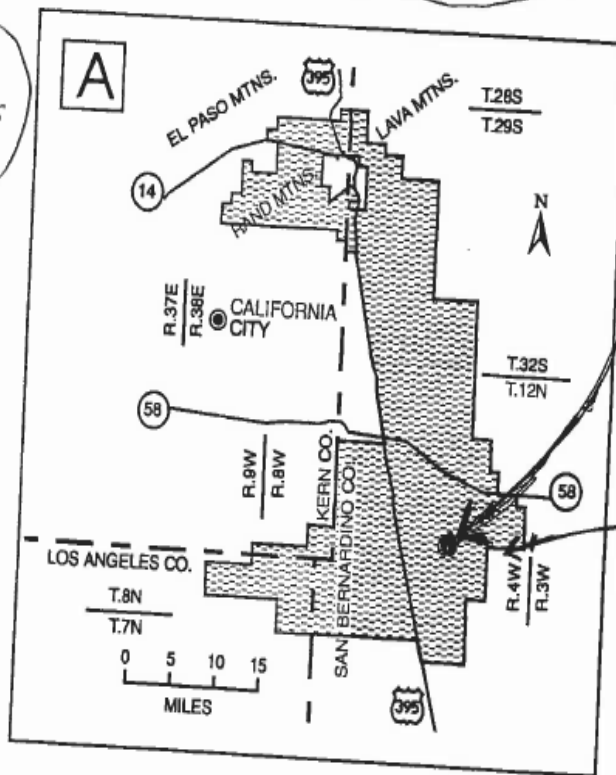 A
395
EL PASO MTNS.
LAVA MTNS.
T.28S
T.29S
14
RAND MTNS.
N
R.37E
R.38E
CALIFORNIA
CITY
T.32S
T.12N
58
R.9W
R.8W
KERN CO.
SAN BERNARDINO CO.
58
LOS ANGELES CO.
R.4W
R.3W
T.8N
T.7N
0 5 10 15
MILES
395